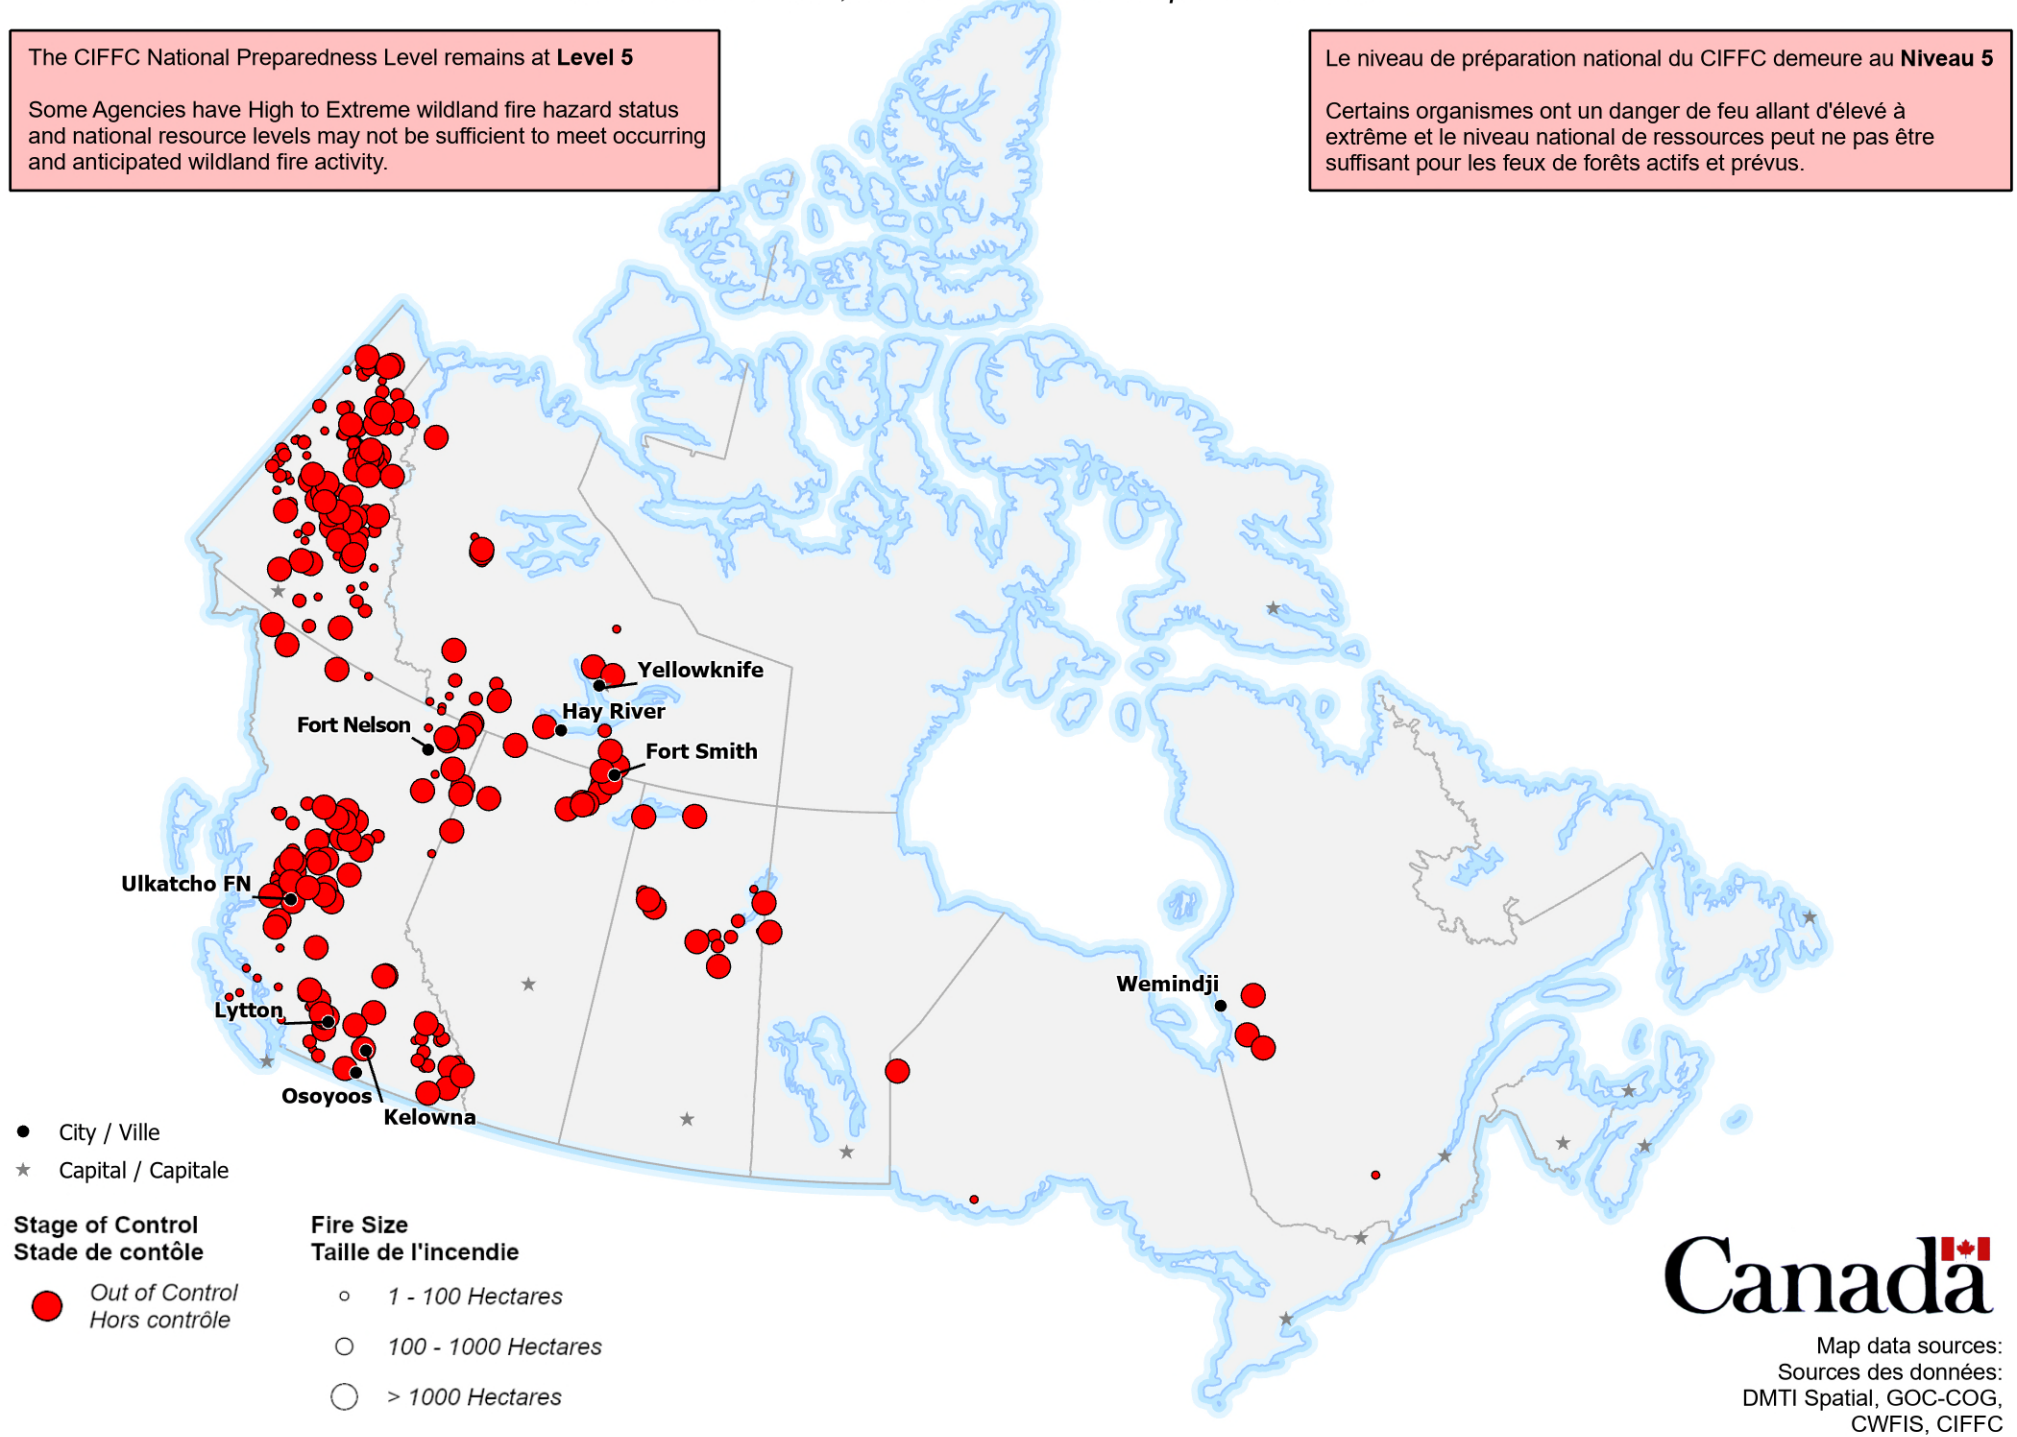 The CIFFC National Preparedness Level remains at Level 5
Some Agencies have High to Extreme wildland fire hazard status
and national resource levels may not be sufficient to meet occurring
and anticipated wildland fire activity.
Le niveau de préparation national du CIFFC demeure au Niveau 5
Certains organismes ont un danger de feu allant d'élevé à
extrême et le niveau national de ressources peut ne pas être
suffisant pour les feux de forêts actifs et prévus.
Yellowknife
Hay River
Fort Nelson
Fort Smith
Ulkatcho FN
Wemindji
Lytton
Osoyoos
Kelowna
City / Ville
Capital / Capitale
Stage of Control
Stade de contôle
Out of Control
Hors contrôle
Fire Size
Taille de l'incendie
1 - 100 Hectares
100 - 1000 Hectares
> 1000 Hectares
Canada
Map data sources:
Sources des données:
DMTI Spatial, GOC-COG,
CWFIS, CIFFC